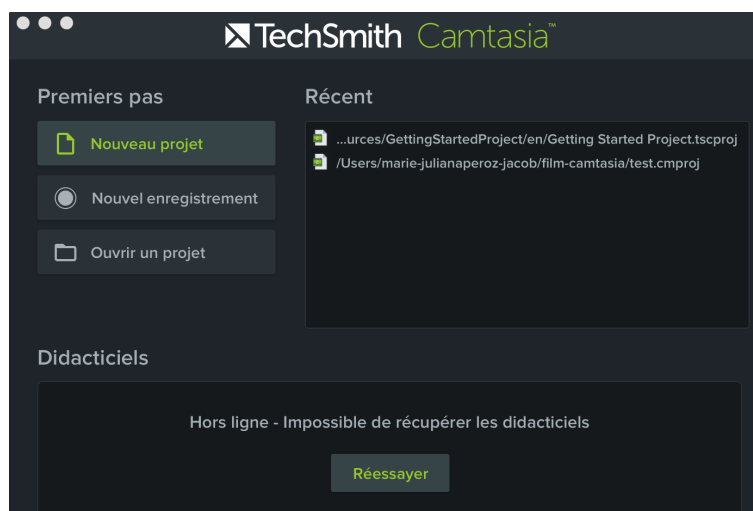 TechSmith Camtasia™
Premiers pas
Nouveau projet
Nouvel enregistrement
Ouvrir un projet
Récent
...urces/GettingStartedProject/en/Getting Started Project.tscproj
/Users/marie-julianaperoz-jacob/film-camtasia/test.cmproj
Didacticiels
Hors ligne - Impossible de récupérer les didacticiels
Réessayer